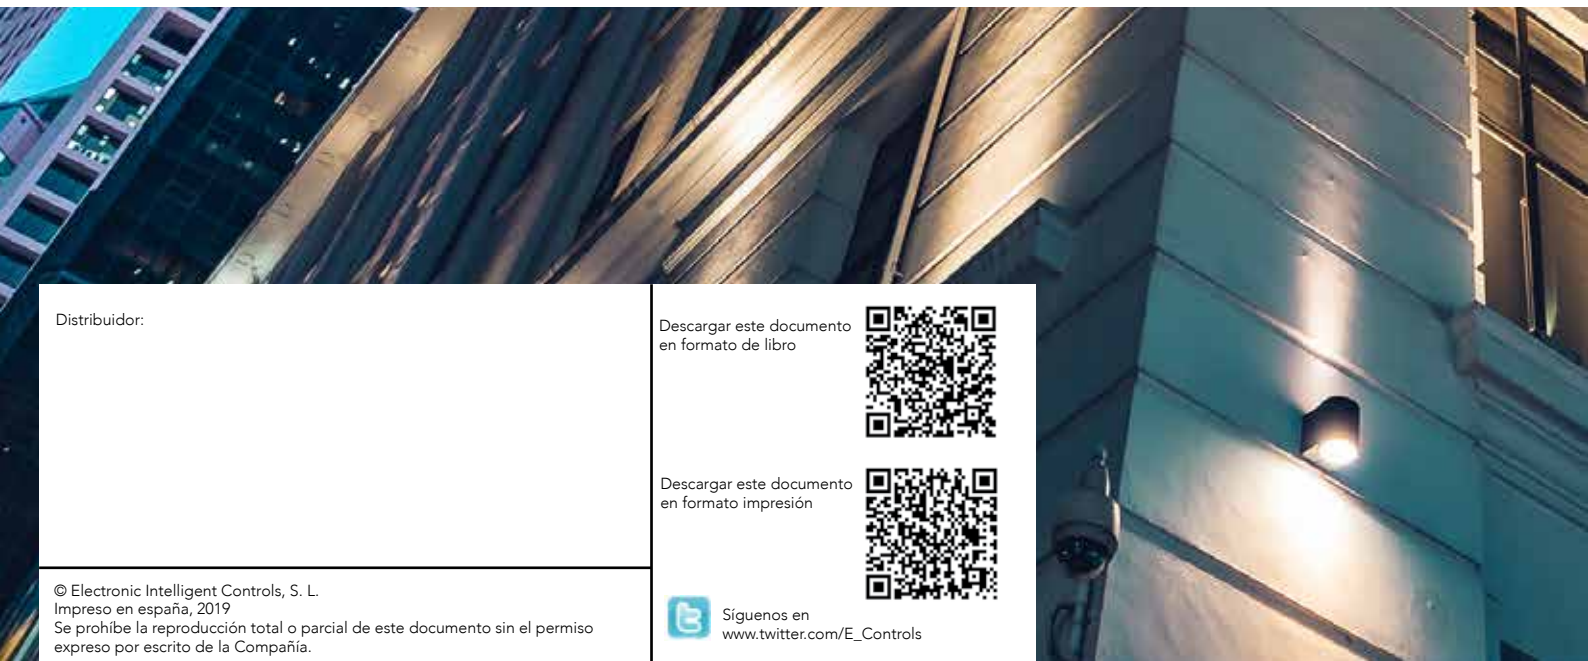 Distribuidor:
Descargar este documento
en formato de libro
Descargar este documento
en formato impresión
© Electronic Intelligent Controls, S. L.
Impreso en españa, 2019
Se prohíbe la reproducción total o parcial de este documento sin el permiso
expreso por escrito de la Compañía.
Síguenos en
www.twitter.com/E_Controls